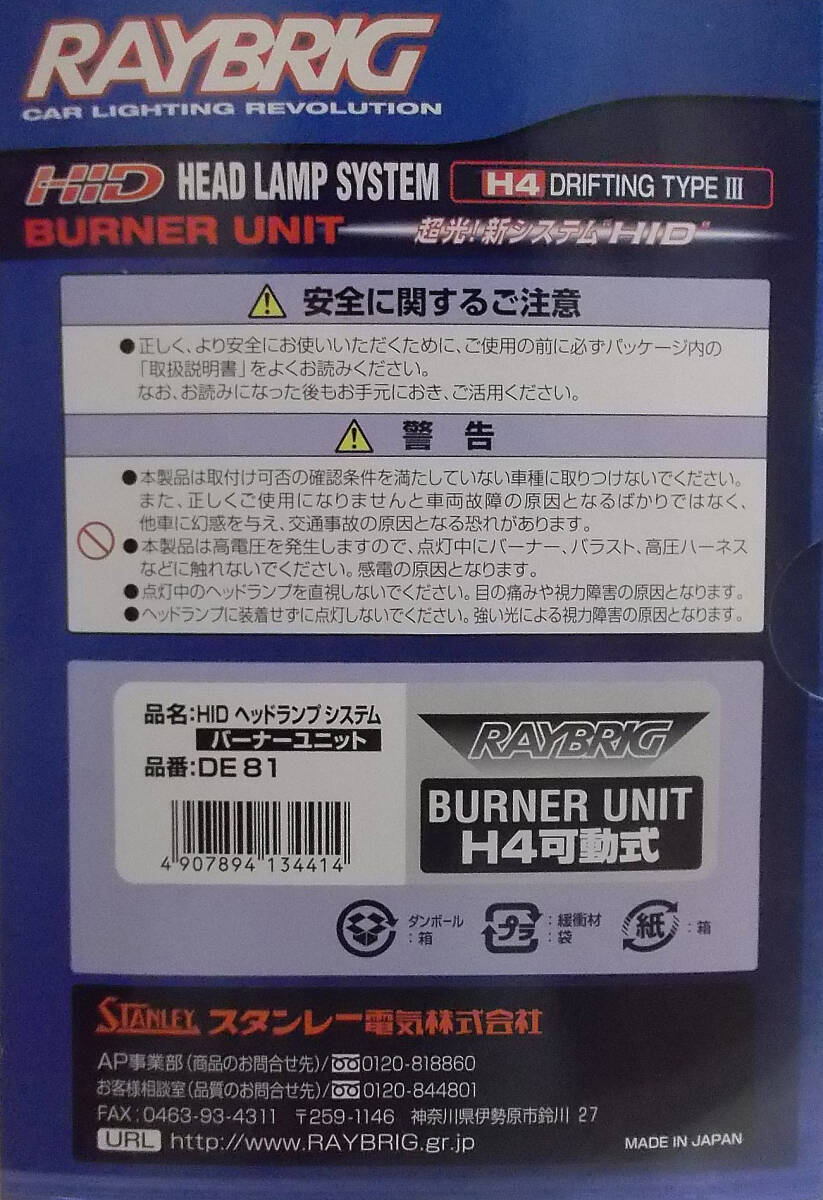 RAYBRIG
CAR LIGHTING REVOLUTION
HID HEAD LAMP SYSTEM H4 DRIFTING TYPE III
BURNER UNIT 超光!新システム"HID"
安全に関するご注意
●正しく、より安全にお使いいただくために、ご使用の前に必ずパッケージ内の
「取扱説明書」をよくお読みください。
なお、お読みになった後もお手元におき、ご活用ください。
警告
●本製品は取付け可否の確認条件を満たしていない車種に取りつけないでください。
また、正しくご使用になりませんと車両故障の原因となるばかりではなく、
他車に幻惑を与え、交通事故の原因となる恐れがあります。
●本製品は高電圧を発生しますので、点灯中にバーナー、バラスト、高圧ハーネス
などに触れないでください。感電の原因となります。
●点灯中のヘッドランプを直視しないでください。目の痛みや視力障害の原因となります。
●ヘッドランプに装着せずに点灯しないでください。強い光による視力障害の原因となります。
品名:HID ヘッドランプシステム
バーナーユニット
品番:DE81
4 907894 134414
RAYBRIG
BURNER UNIT
H4可動式
ダンボール
:箱
プラ
:緩衝材
:袋
紙
:箱
STANLEY スタンレー電気株式会社
AP事業部(商品のお問合せ先)/0120-818860
お客様相談室(品質のお問合せ先)/0120-844801
FAX:0463-93-4311 〒259-1146 神奈川県伊勢原市鈴川 27
URL http://www.RAYBRIG.gr.jp
MADE IN JAPAN